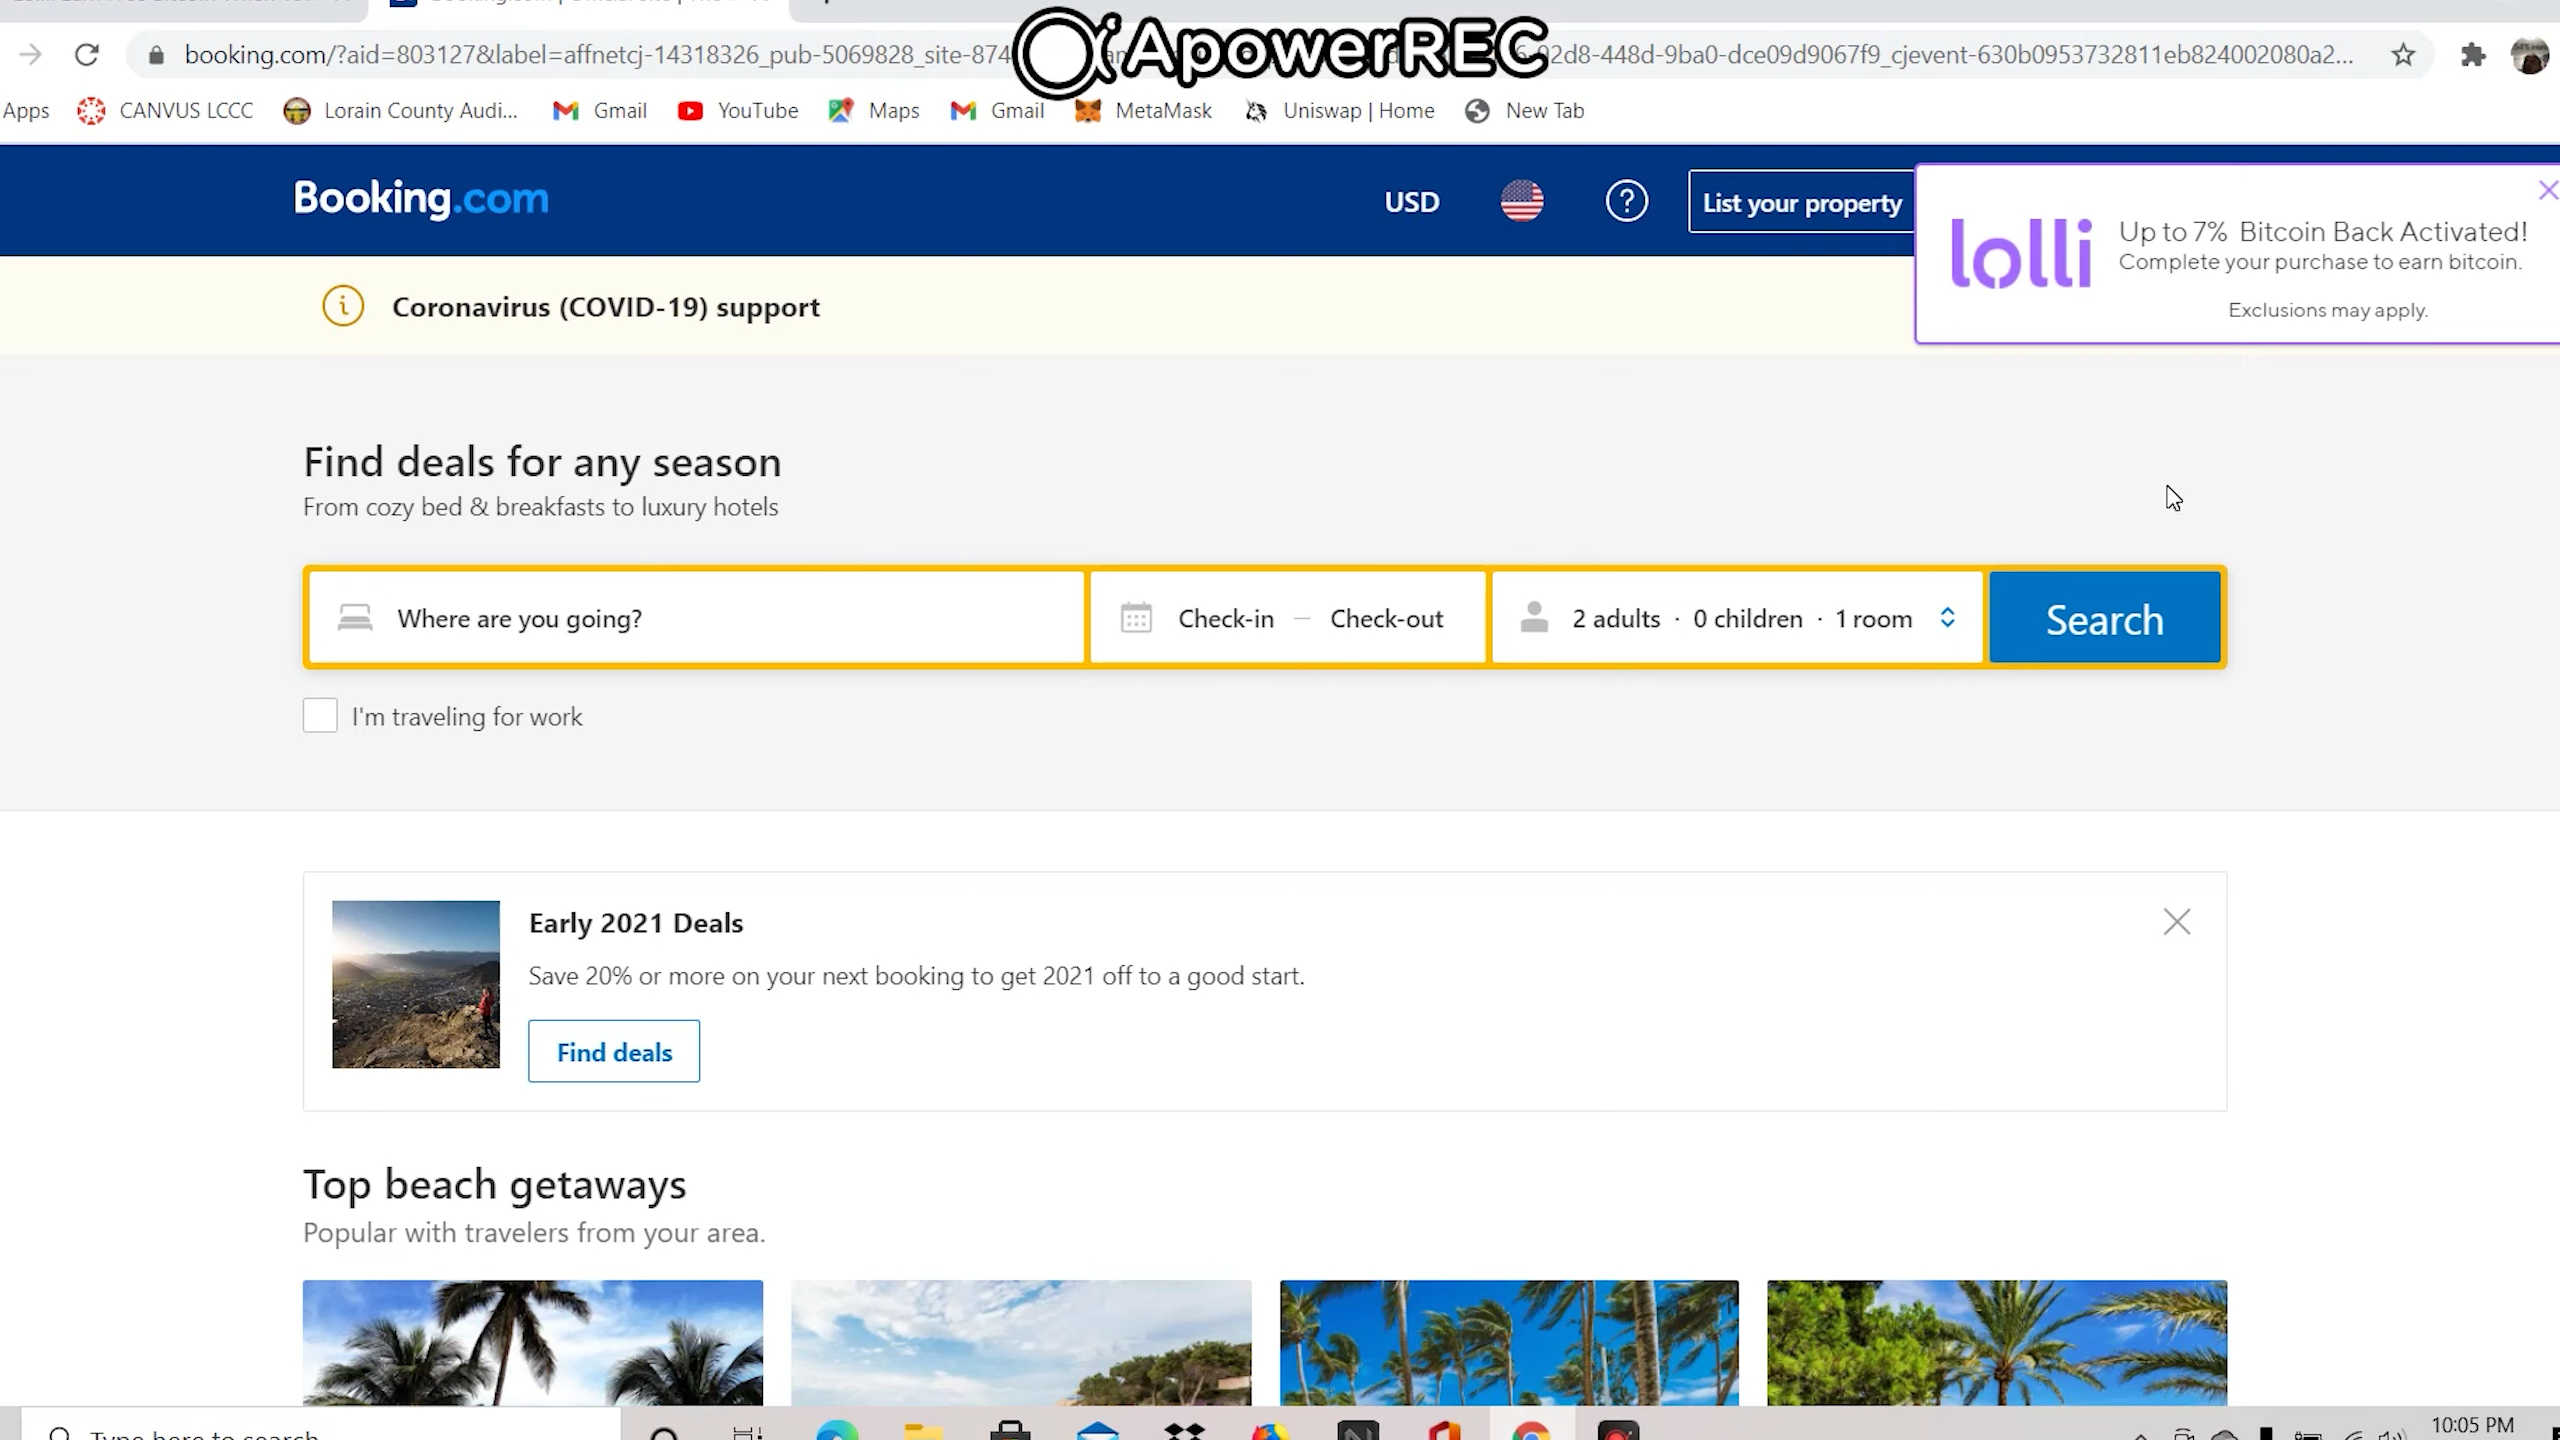 ApowerREC
booking.com/?aid=803127&label=affnetcj-14318326_pub-5069828_site-874
92d8-448d-9ba0-dce09d9067f9_cjevent-630b0953732811eb824002080a2...
Apps CANVUS LCCC Lorain County Audi... Gmail YouTube Maps Gmail MetaMask Uniswap | Home New Tab
Booking.com USD ? List your property
lolli Up to 7% Bitcoin Back Activated!
Complete your purchase to earn bitcoin.
Exclusions may apply.
Coronavirus (COVID-19) support
Find deals for any season
From cozy bed & breakfasts to luxury hotels
Where are you going? Check-in — Check-out 2 adults · 0 children · 1 room Search
I'm traveling for work
Early 2021 Deals
Save 20% or more on your next booking to get 2021 off to a good start.
Find deals
Top beach getaways
Popular with travelers from your area.
Type here to search
10:05 PM